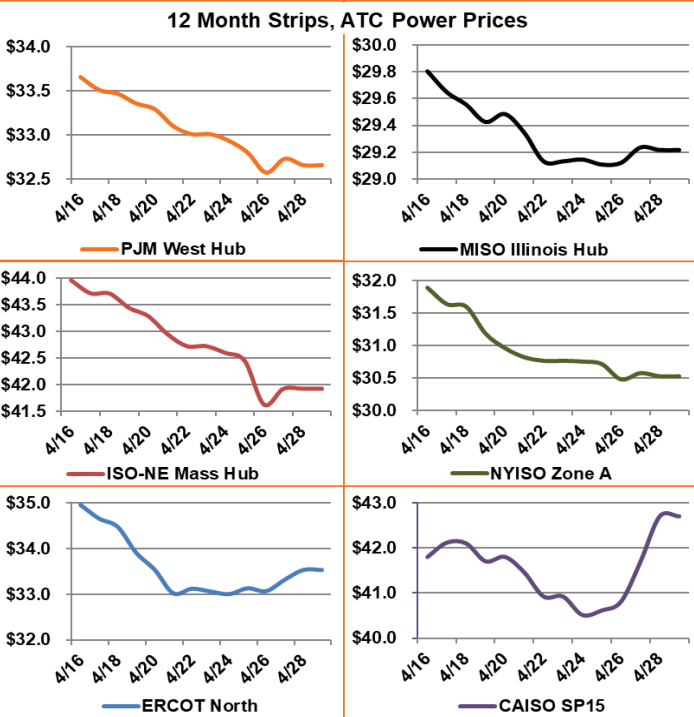 12 Month Strips, ATC Power Prices
$34.0
$33.5
$33.0
$32.5
4/16 4/18 4/20 4/22 4/24 4/26 4/28
PJM West Hub
$30.0
$29.8
$29.6
$29.4
$29.2
$29.0
4/16 4/18 4/20 4/22 4/24 4/26 4/28
MISO Illinois Hub
$44.0
$43.5
$43.0
$42.5
$42.0
$41.5
4/16 4/18 4/20 4/22 4/24 4/26 4/28
ISO-NE Mass Hub
$32.0
$31.5
$31.0
$30.5
$30.0
4/16 4/18 4/20 4/22 4/24 4/26 4/28
NYISO Zone A
$35.0
$34.0
$33.0
$32.0
4/16 4/18 4/20 4/22 4/24 4/26 4/28
ERCOT North
$43.0
$42.0
$41.0
$40.0
4/16 4/18 4/20 4/22 4/24 4/26 4/28
CAISO SP15